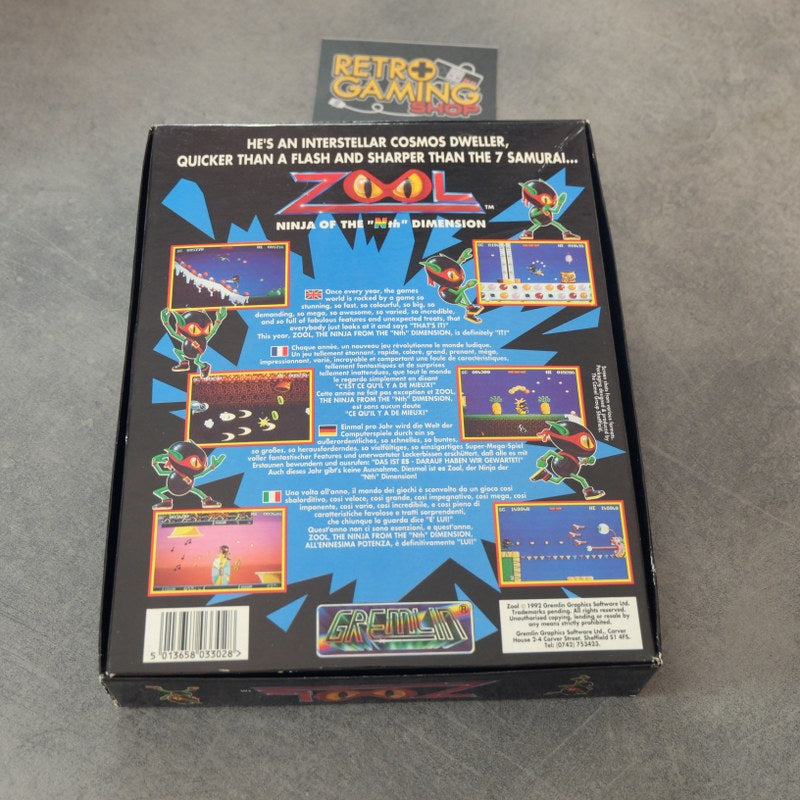 RETRO
GAMING
SHOP
HE'S AN INTERSTELLAR COSMOS DWELLER,
QUICKER THAN A FLASH AND SHARPER THAN THE 7 SAMURAI...
ZOOL™
NINJA OF THE "Nth" DIMENSION
Once every year, the games
world is rocked by a game so
stunning, so fast, so colourful, so big, so
demanding, so mega, so awesome, so varied, so incredible,
and so full of fabulous features and unexpected treats, that
everybody just looks at it and says "THAT'S IT!"
This year, ZOOL, THE NINJA FROM THE "Nth" DIMENSION, is definitely "IT!"
Chaque année, un nouveau jeu révolutionne le monde ludique.
Un jeu tellement étonnant, rapide, coloré, grand, prenant, méga,
impressionnant, varié, incroyable et comportant une foule de caractéristiques,
tellement fantastiques et de surprises
tellement inattendues, que tout le monde
le regarde simplement en disant
"C'EST CE QU'IL Y A DE MIEUX!"
Cette année ne fait pas exception et ZOOL,
THE NINJA FROM THE "Nth" DIMENSION,
est sans aucun doute
"CE QU'IL Y A DE MIEUX!"
Einmal pro Jahr wird die Welt der
Computerspiele durch ein so
außerordentliches, so schnelles, so buntes,
so großes, so herausforderndes, so vielfältiges, so einzigartiges Super-Mega-Spiel
voller fantastischer Features und unerwarteter Leckerbissen erschüttert, daß alle es mit
Erstaunen bewundern und ausrufen: "DAS IST ES - DARAUF HABEN WIR GEWARTET!"
Auch dieses Jahr gibt's keine Ausnahme. Diesmal ist es Zool, der Ninja der
"Nth" Dimension!
Una volta all'anno, il mondo dei giochi è sconvolto da un gioco così
sbalorditivo, così veloce, così grande, così impegnativo, così mega, così
imponente, così vario, così incredibile, e così pieno di
caratteristiche favolose e tratti sorprendenti,
che chiunque lo guarda dice "E' LUI!"
Quest'anno non ci sono esenzioni, e quest'anno,
ZOOL, THE NINJA FROM THE "Nth" DIMENSION,
ALL'ENNESIMA POTENZA, è definitivamente "LUI!"
Screen shots from various formats.
Packaging designed & produced by
The Canal Group Sheffield.
5 013658 033028 >
GREMLIN®
Zool © 1992 Gremlin Graphics Software Ltd.
Trademarks pending. All rights reserved.
Unauthorised copying, lending or resale by
any means strictly prohibited.
Gremlin Graphics Software Ltd., Carver
House 2-4 Carver Street, Sheffield S1 4FS.
Tel: (0742) 753423.
ZOOL